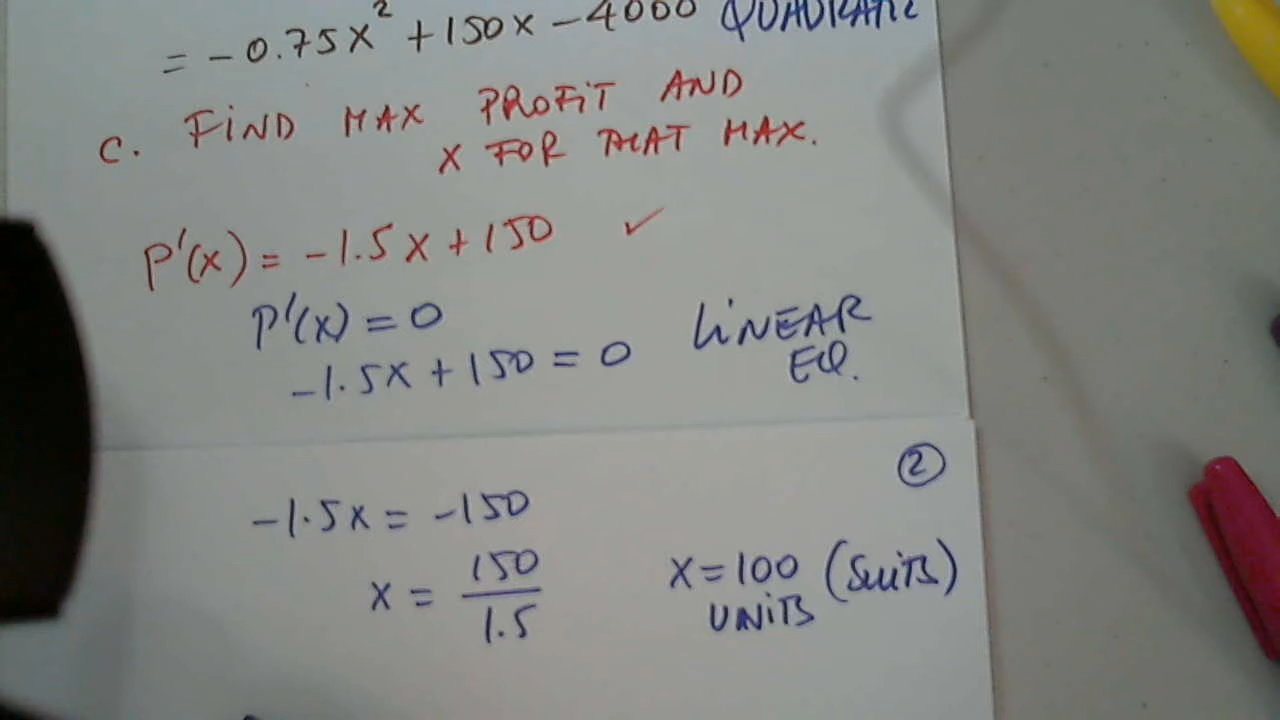 = -0.75x² + 150x - 4000 QUADRATIC
C. FIND MAX PROFIT AND
X FOR THAT MAX.
P'(x) = -1.5x + 150 ✓
P'(x) = 0
-1.5x + 150 = 0 LINEAR
EQ.
②
-1.5x = -150
x = 150/1.5 x = 100 (SUITS)
UNITS